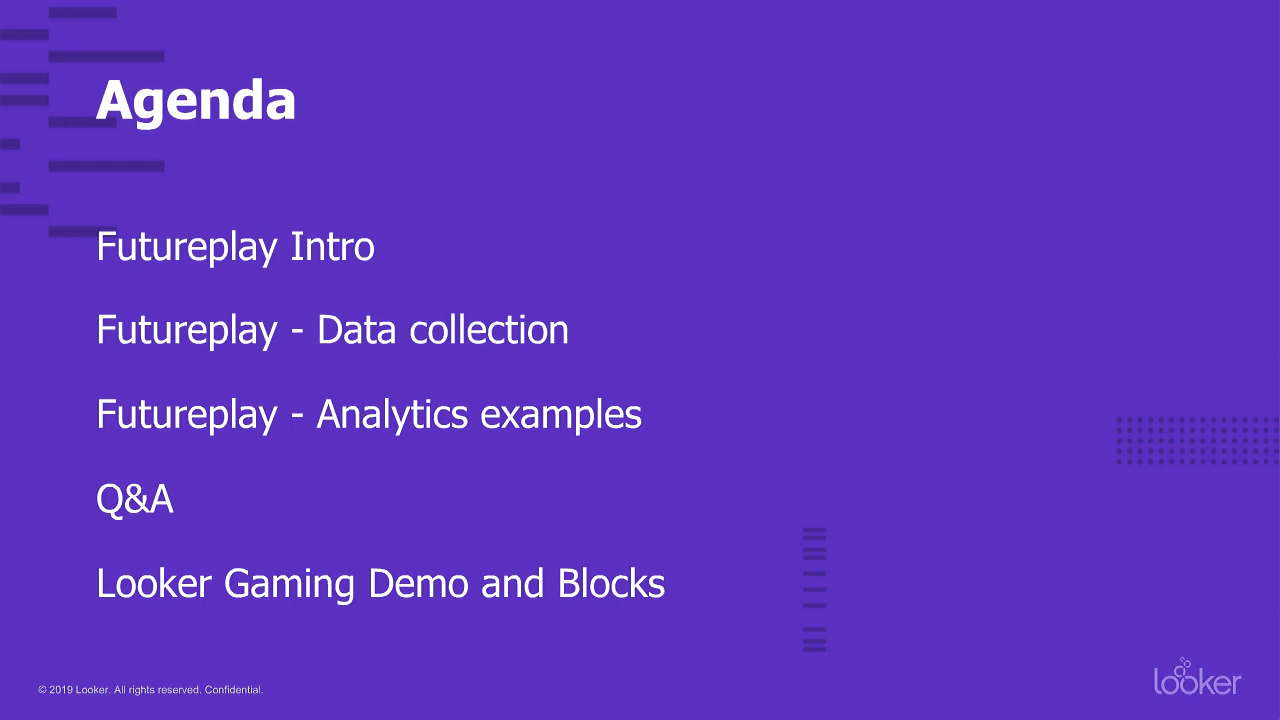 Agenda
Futureplay Intro
Futureplay - Data collection
Futureplay - Analytics examples
Q&A
Looker Gaming Demo and Blocks
© 2019 Looker. All rights reserved. Confidential.
looker